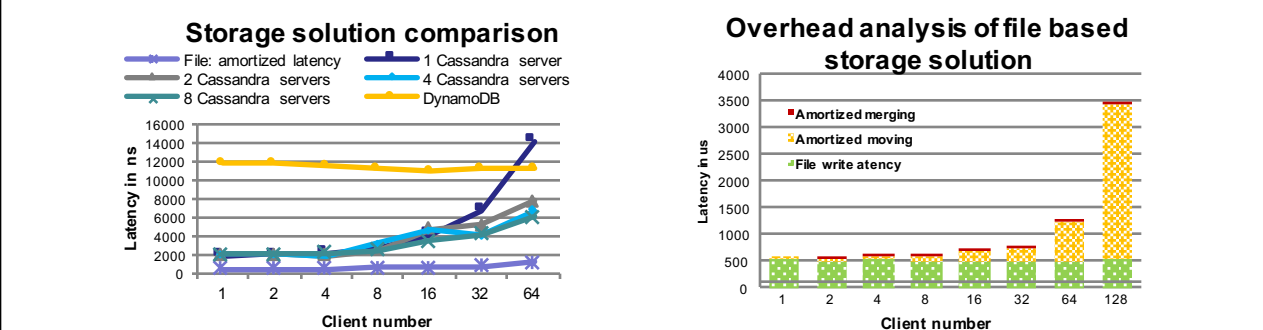 Storage solution comparison
File: amortized latency
1 Cassandra server
2 Cassandra servers
4 Cassandra servers
8 Cassandra servers
DynamoDB
Latency in ns
16000
14000
12000
10000
8000
6000
4000
2000
0
1 2 4 8 16 32 64
Client number
Overhead analysis of file based
storage solution
Latency in us
4000
3500
3000
2500
2000
1500
1000
500
0
Amortized merging
Amortized moving
File write atency
1 2 4 8 16 32 64 128
Client number